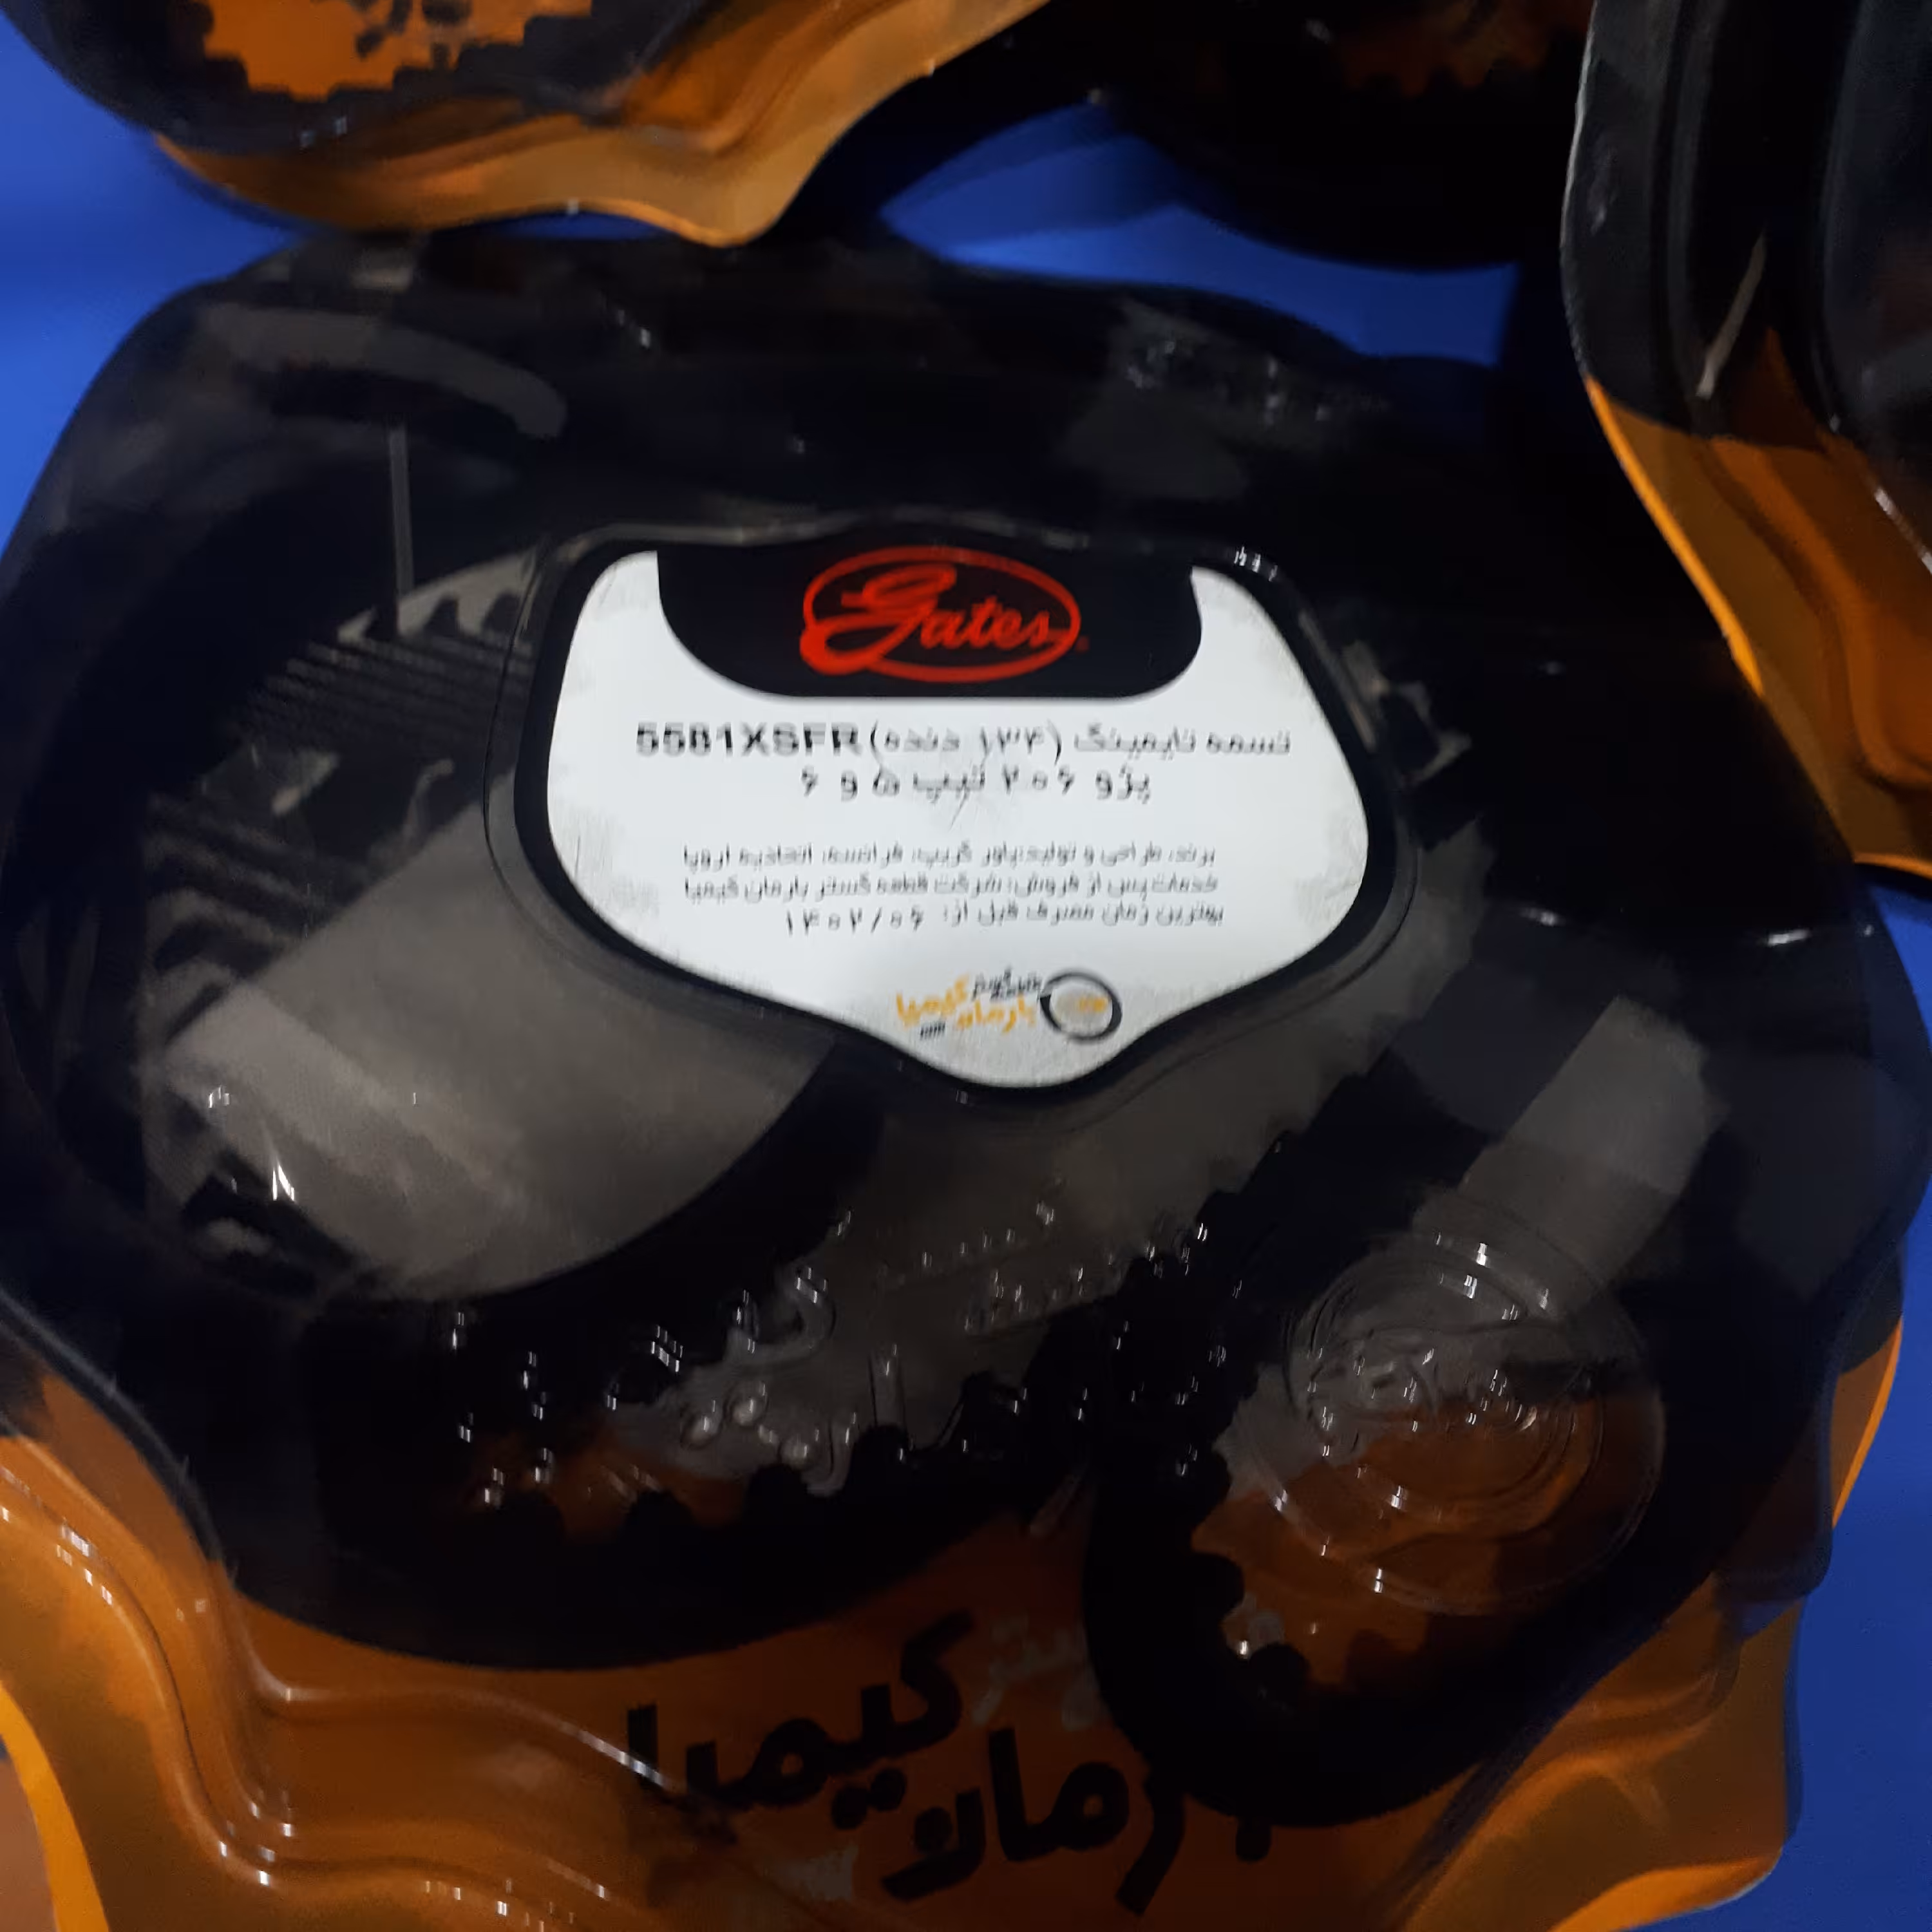 Gates
تسمه تایمینگ (۱۳۴ دنده) 5581XSFR
پژو ۲۰۶ تیپ ۵ و ۶
برند، طراحی و تولید: پاور گریپ، فرانسه، اتحادیه اروپا
خدمات پس از فروش: شرکت قطعه گستر بارمان کیمیا
بهترین زمان مصرف قبل از: ۱۴۰۲/۰۶
قطعه گستر
بارمان کیمیا
کیمیا
بارمان